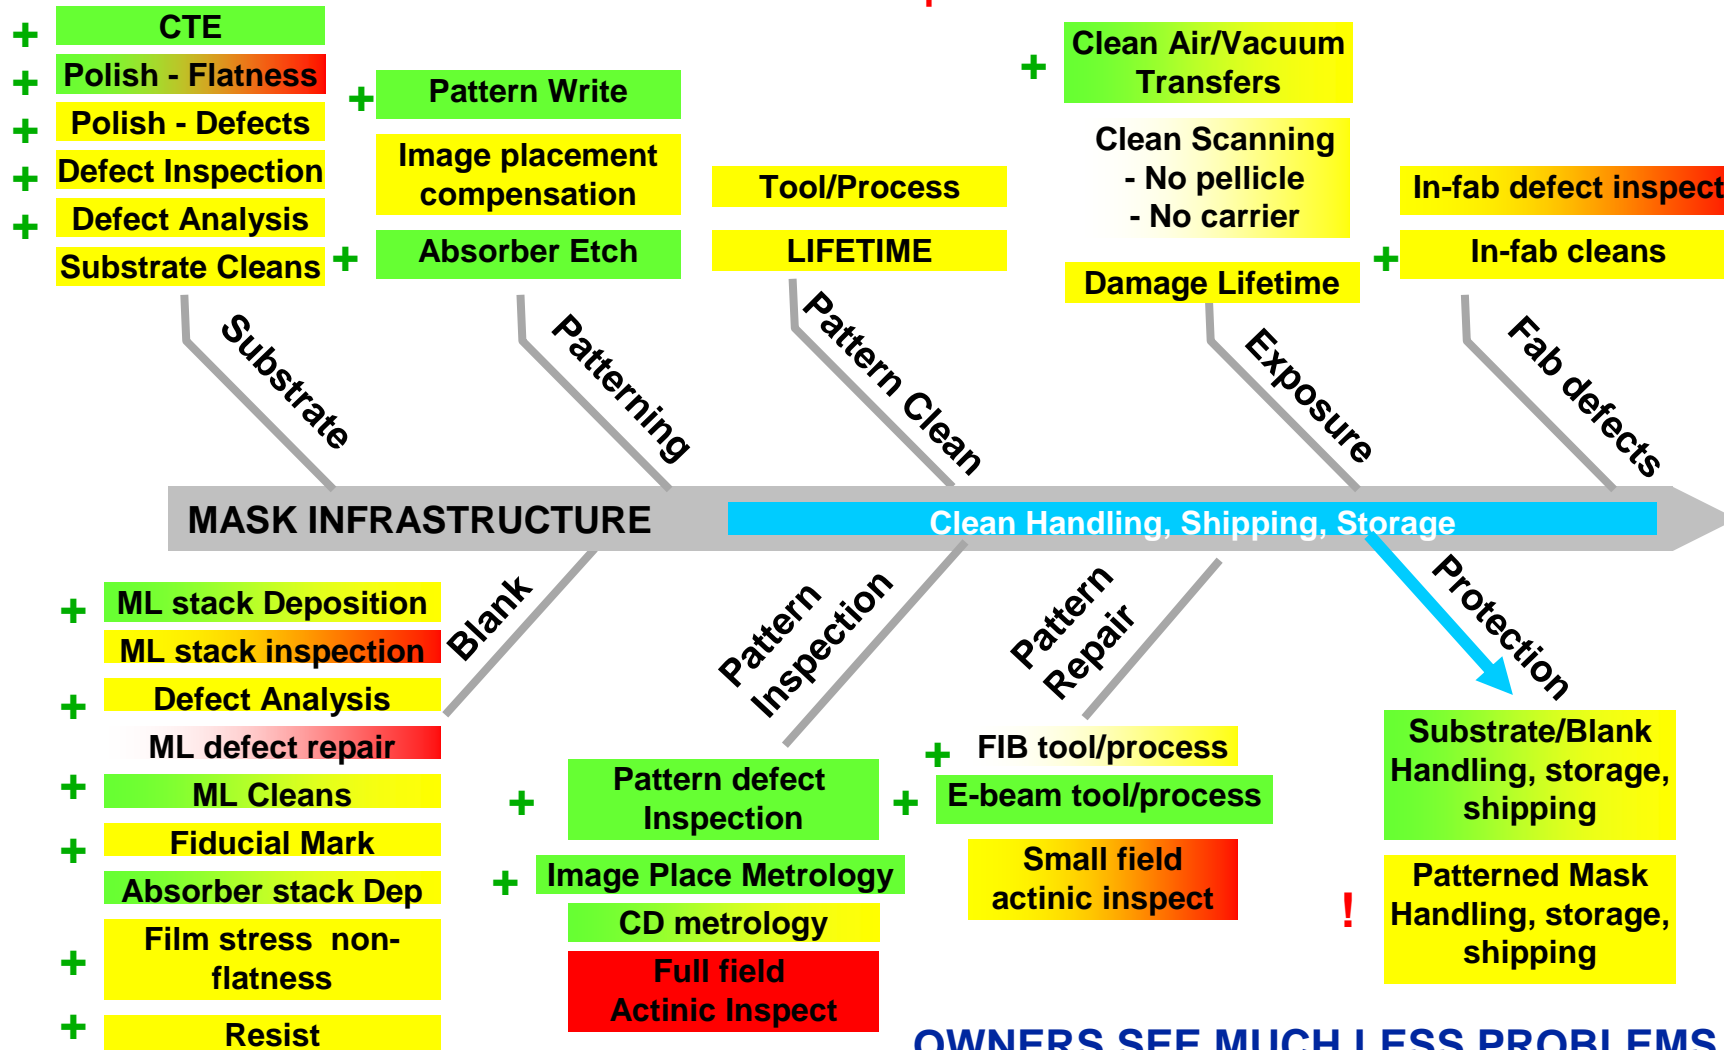 + CTE
+ Polish - Flatness
+ Polish - Defects
+ Defect Inspection
+ Defect Analysis
Substrate Cleans
+ Pattern Write
Image placement
compensation
+ Absorber Etch
Tool/Process
LIFETIME
+ Clean Air/Vacuum
Transfers
Clean Scanning
- No pellicle
- No carrier
Damage Lifetime
In-fab defect inspect
+ In-fab cleans
Substrate
Patterning
Pattern Clean
Exposure
Fab defects
MASK INFRASTRUCTURE
Clean Handling, Shipping, Storage
Blank
Pattern
Inspection
Pattern
Repair
Protection
+ ML stack Deposition
ML stack inspection
+ Defect Analysis
ML defect repair
+ ML Cleans
+ Fiducial Mark
Absorber stack Dep
+ Film stress non-
flatness
+ Resist
+ Pattern defect
Inspection
+ Image Place Metrology
CD metrology
Full field
Actinic Inspect
+ FIB tool/process
+ E-beam tool/process
Small field
actinic inspect
Substrate/Blank
Handling, storage,
shipping
! Patterned Mask
Handling, storage,
shipping
OWNERS SEE MUCH LESS PROBLEMS